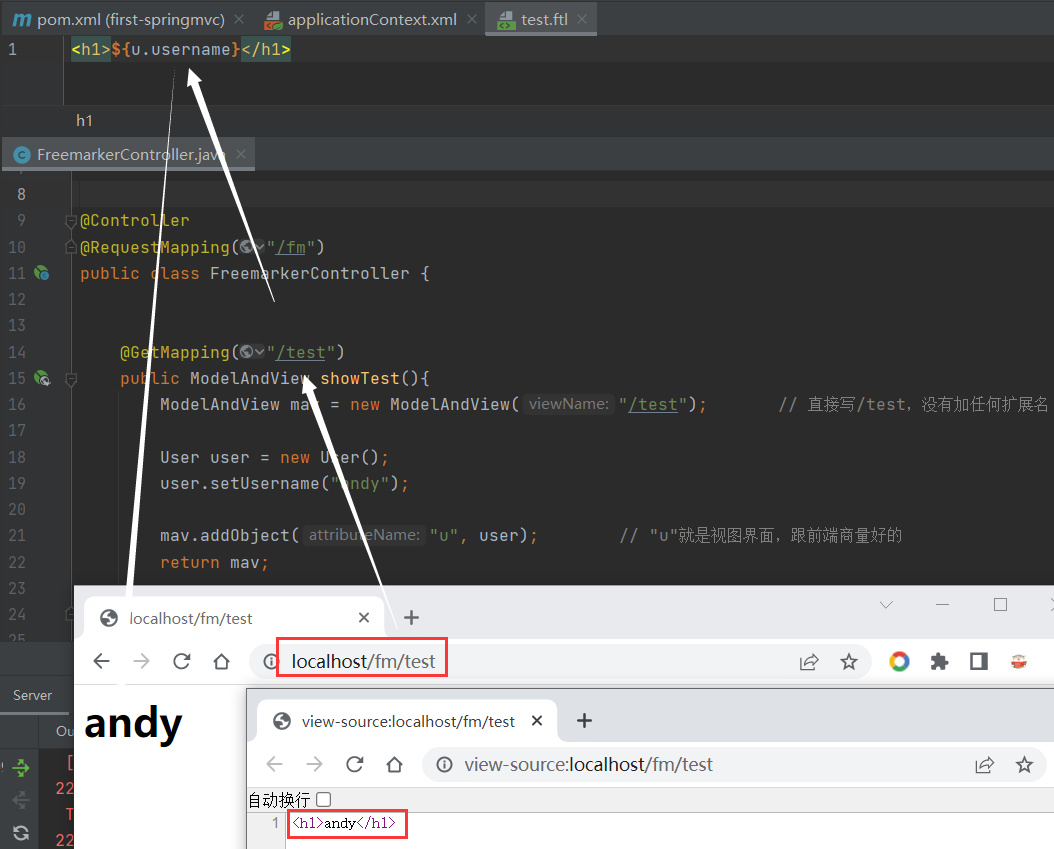 pom.xml (first-springmvc)
applicationContext.xml
test.ftl
1 <h1>${u.username}</h1>
h1
FreemarkerController.java
8
9 @Controller
10 @RequestMapping("/fm")
11 public class FreemarkerController {
12
13
14 @GetMapping("/test")
15 public ModelAndView showTest(){
16 ModelAndView mav = new ModelAndView( viewName: "/test"); // 直接写/test，没有加任何扩展名
17
18 User user = new User();
19 user.setUsername("andy");
20
21 mav.addObject( attributeName: "u", user); // "u"就是视图界面，跟前端商量好的
22 return mav;
23
24
25
localhost/fm/test
localhost/fm/test
Server
andy
view-source:localhost/fm/test
Ou
view-source:localhost/fm/test
[
22
自动换行
T
1 <h1>andy</h1>
22